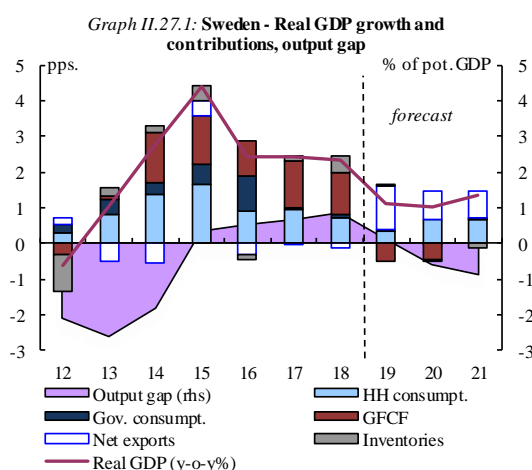 Graph II.27.1: Sweden - Real GDP growth and
contributions, output gap
pps.
% of pot. GDP
forecast
5
4
3
2
1
0
-1
-2
-3
5
4
3
2
1
0
-1
-2
-3
12 13 14 15 16 17 18 19 20 21
Output gap (rhs) HH consumpt.
Gov. consumpt. GFCF
Net exports Inventories
Real GDP (y-o-y%)